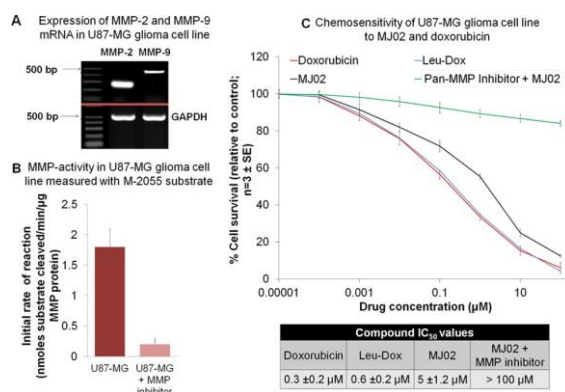 A Expression of MMP-2 and MMP-9
mRNA in U87-MG glioma cell
line
MMP-2 MMP-9
500 bp
500 bp
GAPDH
B MMP-activity in U87-MG glioma cell
line measured with M-2055 substrate
Initial rate of reaction
(nmoles substrate cleaved/min/µg
MMP protein)
2.5
2
1.5
1
0.5
0
U87-MG
U87-MG
+ MMP
inhibitor
C Chemosensitivity of U87-MG glioma cell line
to MJ02 and doxorubicin
Doxorubicin Leu-Dox
MJ02 Pan-MMP Inhibitor + MJ02
% Cell survival (relative to control;
n=3 ± SE)
120
100
80
60
40
20
0
0.00001 0.001 0.1 10
Drug concentration (µM)
Compound IC50 values
Doxorubicin Leu-Dox MJ02 MJ02 +
MMP inhibitor
0.3 ±0.2 µM 0.6 ±0.2 µM 5 ±1.2 µM > 100 µM